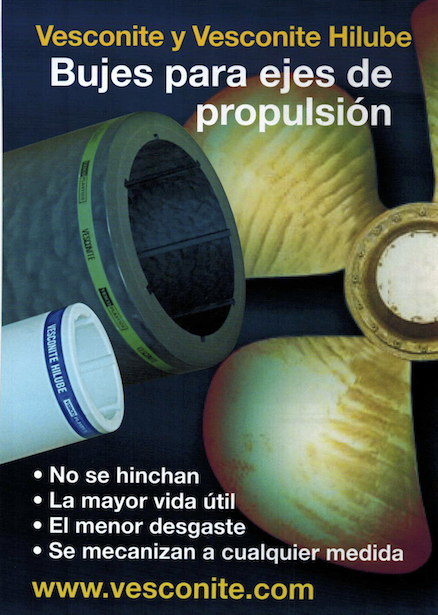 Vesconite y Vesconite Hilube
Bujes para ejes de
propulsión
VESCONITE
VESCONITE HILUBE
• No se hinchan
• La mayor vida útil
• El menor desgaste
• Se mecanizan a cualquier medida
www.vesconite.com